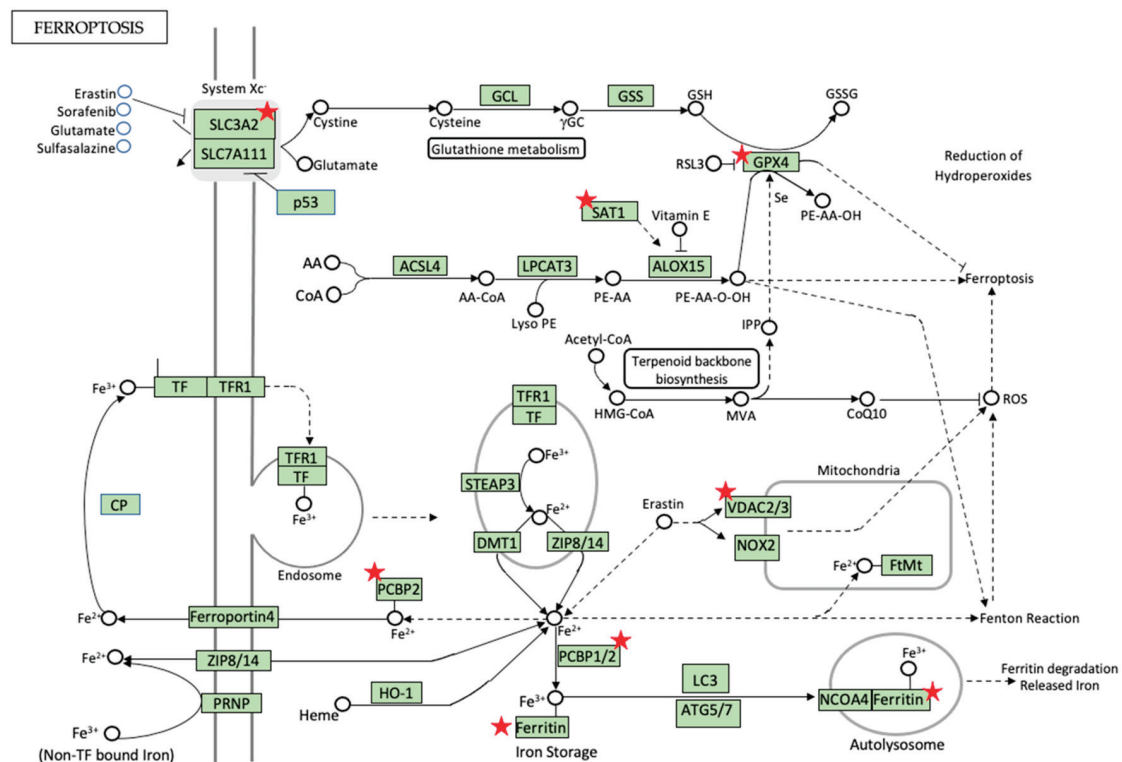 FERROPTOSIS
Erastin
Sorafenib
Glutamate
Sulfasalazine
System Xc-
SLC3A2
SLC7A111
p53
Cystine
Glutamate
Cysteine
GCL
γGC
GSS
GSH
GSSG
Glutathione metabolism
RSL3
GPX4
Se
PE-AA-OH
Reduction of
Hydroperoxides
SAT1
Vitamin E
AA
CoA
ACSL4
AA-CoA
LPCAT3
Lyso PE
PE-AA
ALOX15
PE-AA-O-OH
Ferroptosis
IPP
Acetyl-CoA
Terpenoid backbone
biosynthesis
HMG-CoA
MVA
CoQ10
ROS
Fe3+
TF
TFR1
TFR1
TF
Fe3+
Endosome
CP
TFR1
TF
Fe3+
STEAP3
Fe2+
DMT1
ZIP8/14
Erastin
Mitochondria
VDAC2/3
NOX2
Fe2+
FtMt
Fe2+
Ferroportin4
PCBP2
Fe2+
Fe2+
Fenton Reaction
Fe2+
ZIP8/14
PRNP
Fe3+
(Non-TF bound Iron)
Heme
HO-1
PCBP1/2
Fe3+
Ferritin
Iron Storage
LC3
ATG5/7
Fe3+
NCOA4
Ferritin
Autolysosome
Ferritin degradation
Released Iron